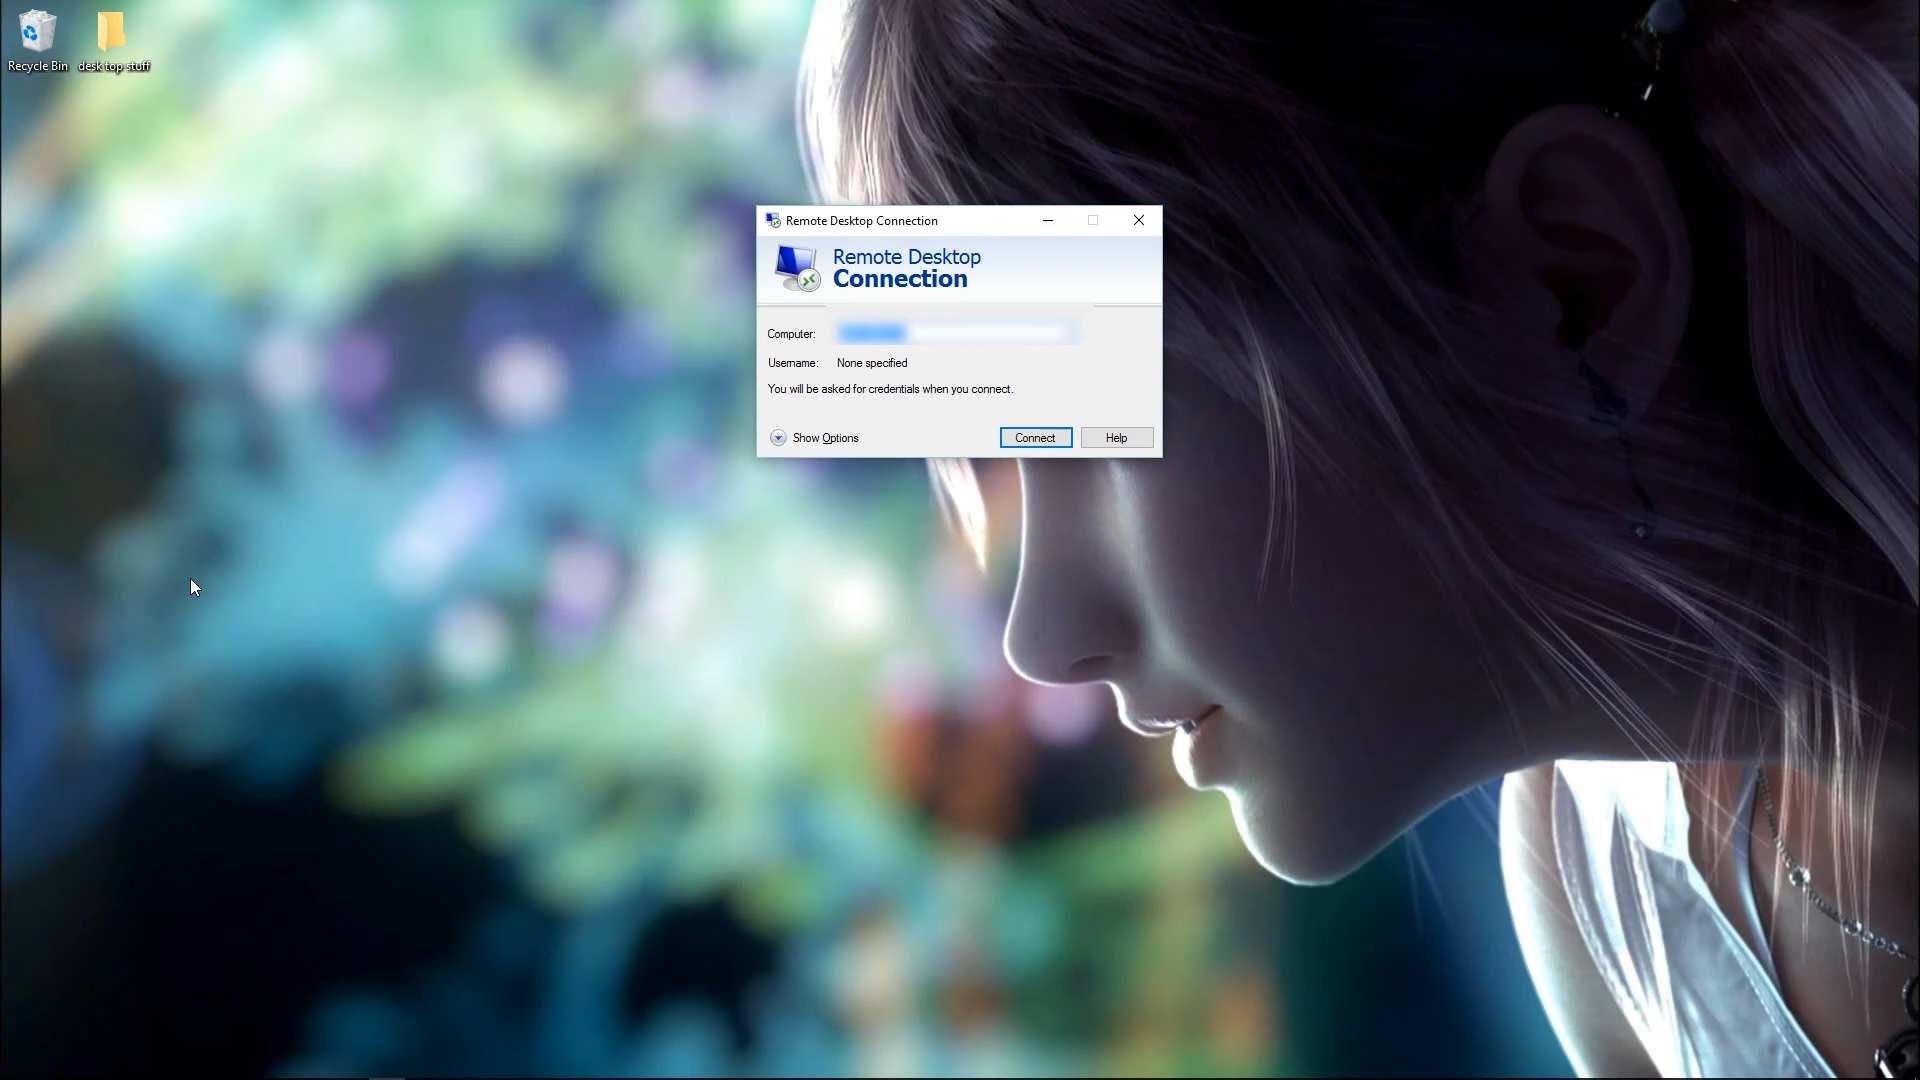 Recycle Bin
desk top stuff
Remote Desktop Connection
Remote Desktop
Connection
Computer:
Username: None specified
You will be asked for credentials when you connect.
Show Options
Connect
Help